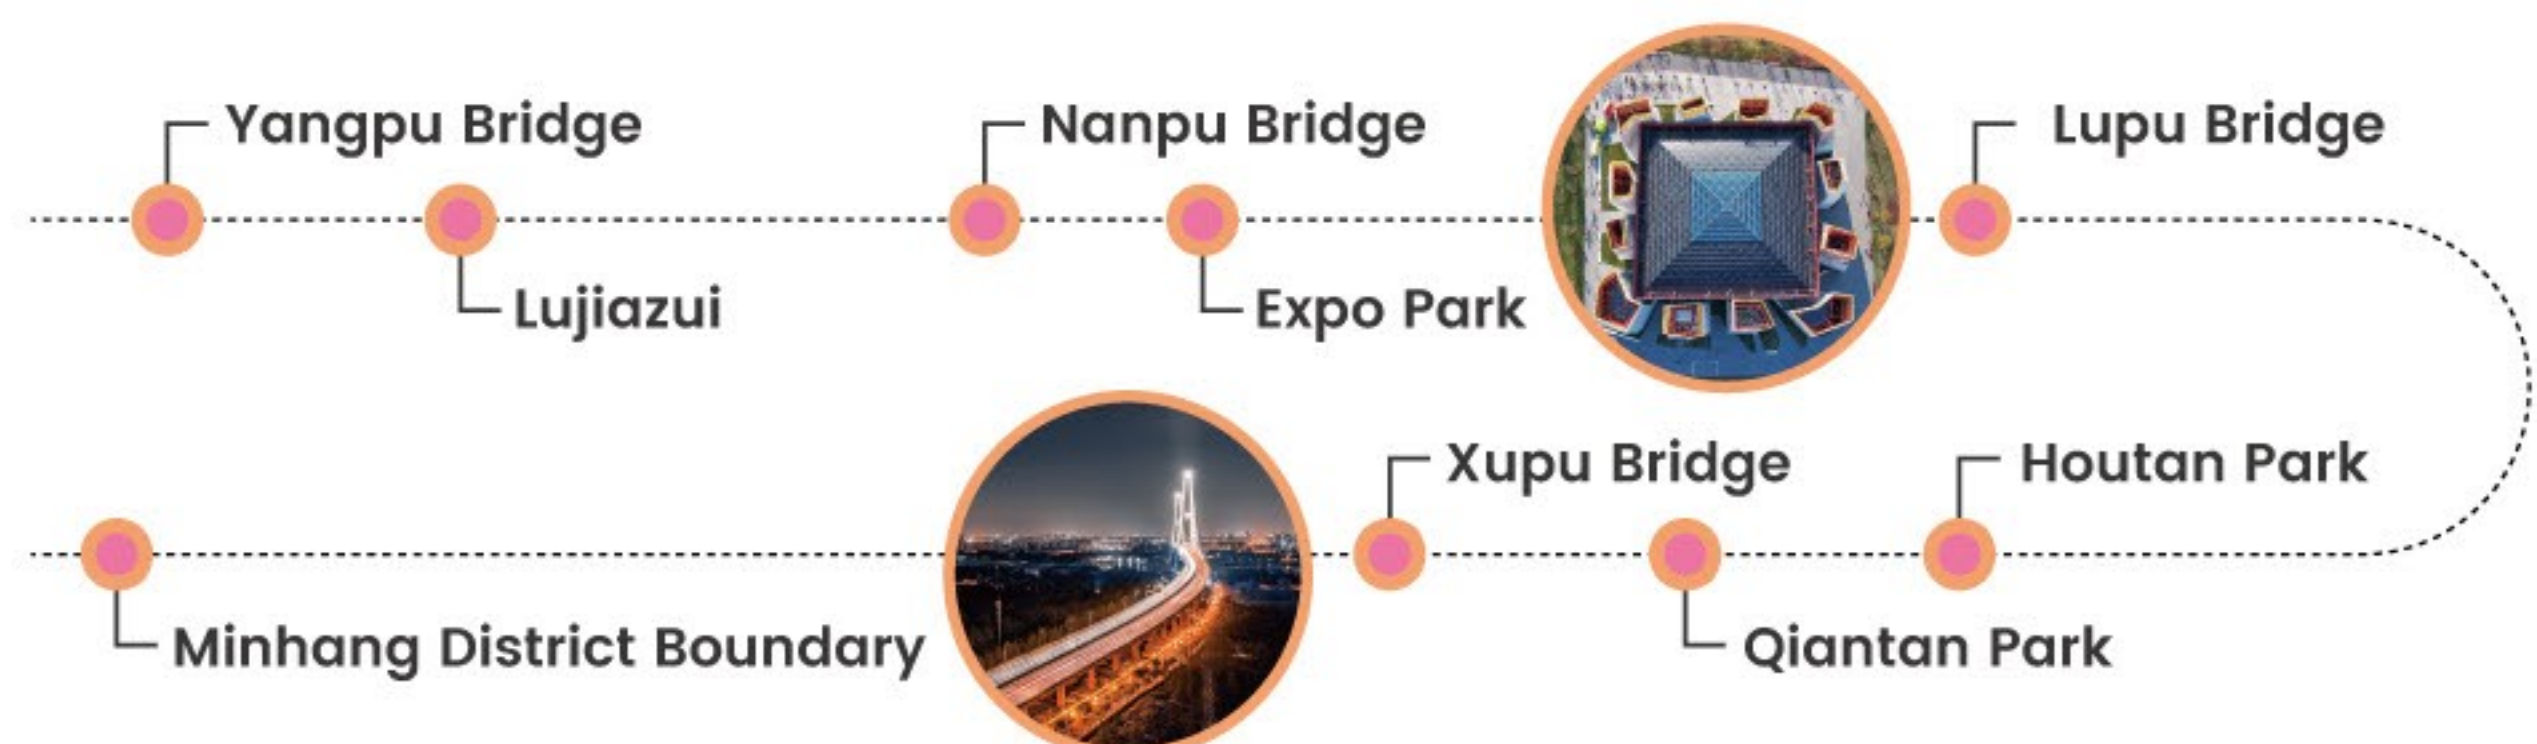 Yangpu Bridge
Nanpu Bridge
Lupu Bridge
Lujiazui
Expo Park
Xupu Bridge
Houtan Park
Minhang District Boundary
Qiantan Park